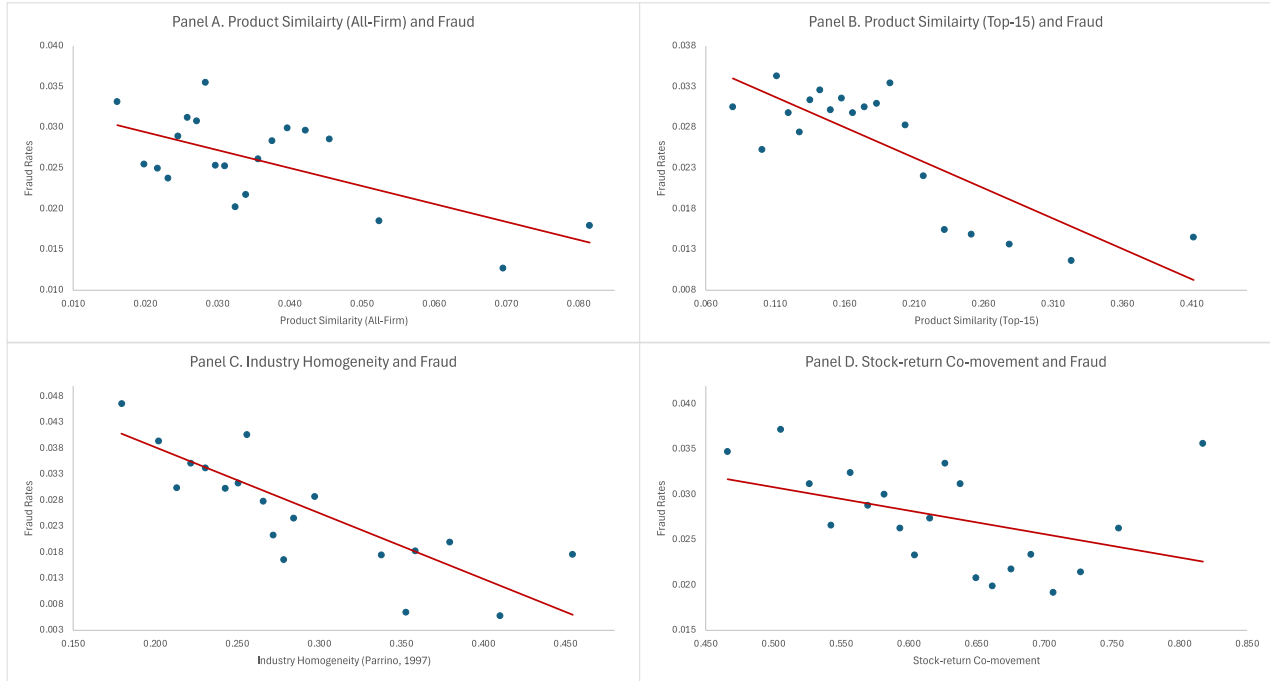 Panel A. Product Similairty (All-Firm) and Fraud
0.040
0.035
0.030
0.025
0.020
0.015
0.010
Fraud Rates
0.010 0.020 0.030 0.040 0.050 0.060 0.070 0.080
Product Similarity (All-Firm)
Panel B. Product Similairty (Top-15) and Fraud
0.038
0.033
0.028
0.023
0.018
0.013
0.008
Fraud Rates
0.060 0.110 0.160 0.210 0.260 0.310 0.360 0.410
Product Similarity (Top-15)
Panel C. Industry Homogeneity and Fraud
0.048
0.043
0.038
0.033
0.028
0.023
0.018
0.013
0.008
0.003
Fraud Rates
0.150 0.200 0.250 0.300 0.350 0.400 0.450
Industry Homogeneity (Parrino, 1997)
Panel D. Stock-return Co-movement and Fraud
0.040
0.035
0.030
0.025
0.020
0.015
Fraud Rates
0.450 0.500 0.550 0.600 0.650 0.700 0.750 0.800 0.850
Stock-return Co-movement